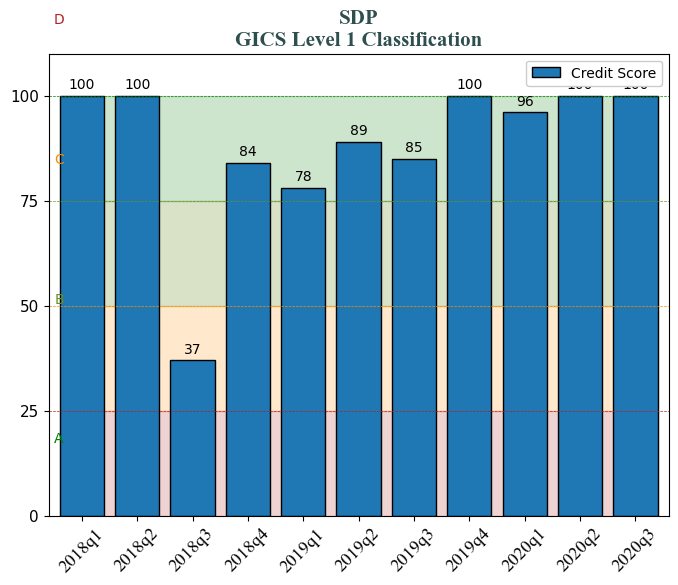 D
SDP
GICS Level 1 Classification
Credit Score
100
100
37
84
78
89
85
100
96
100
100
100
75
50
25
0
C
B
A
2018q1
2018q2
2018q3
2018q4
2019q1
2019q2
2019q3
2019q4
2020q1
2020q2
2020q3